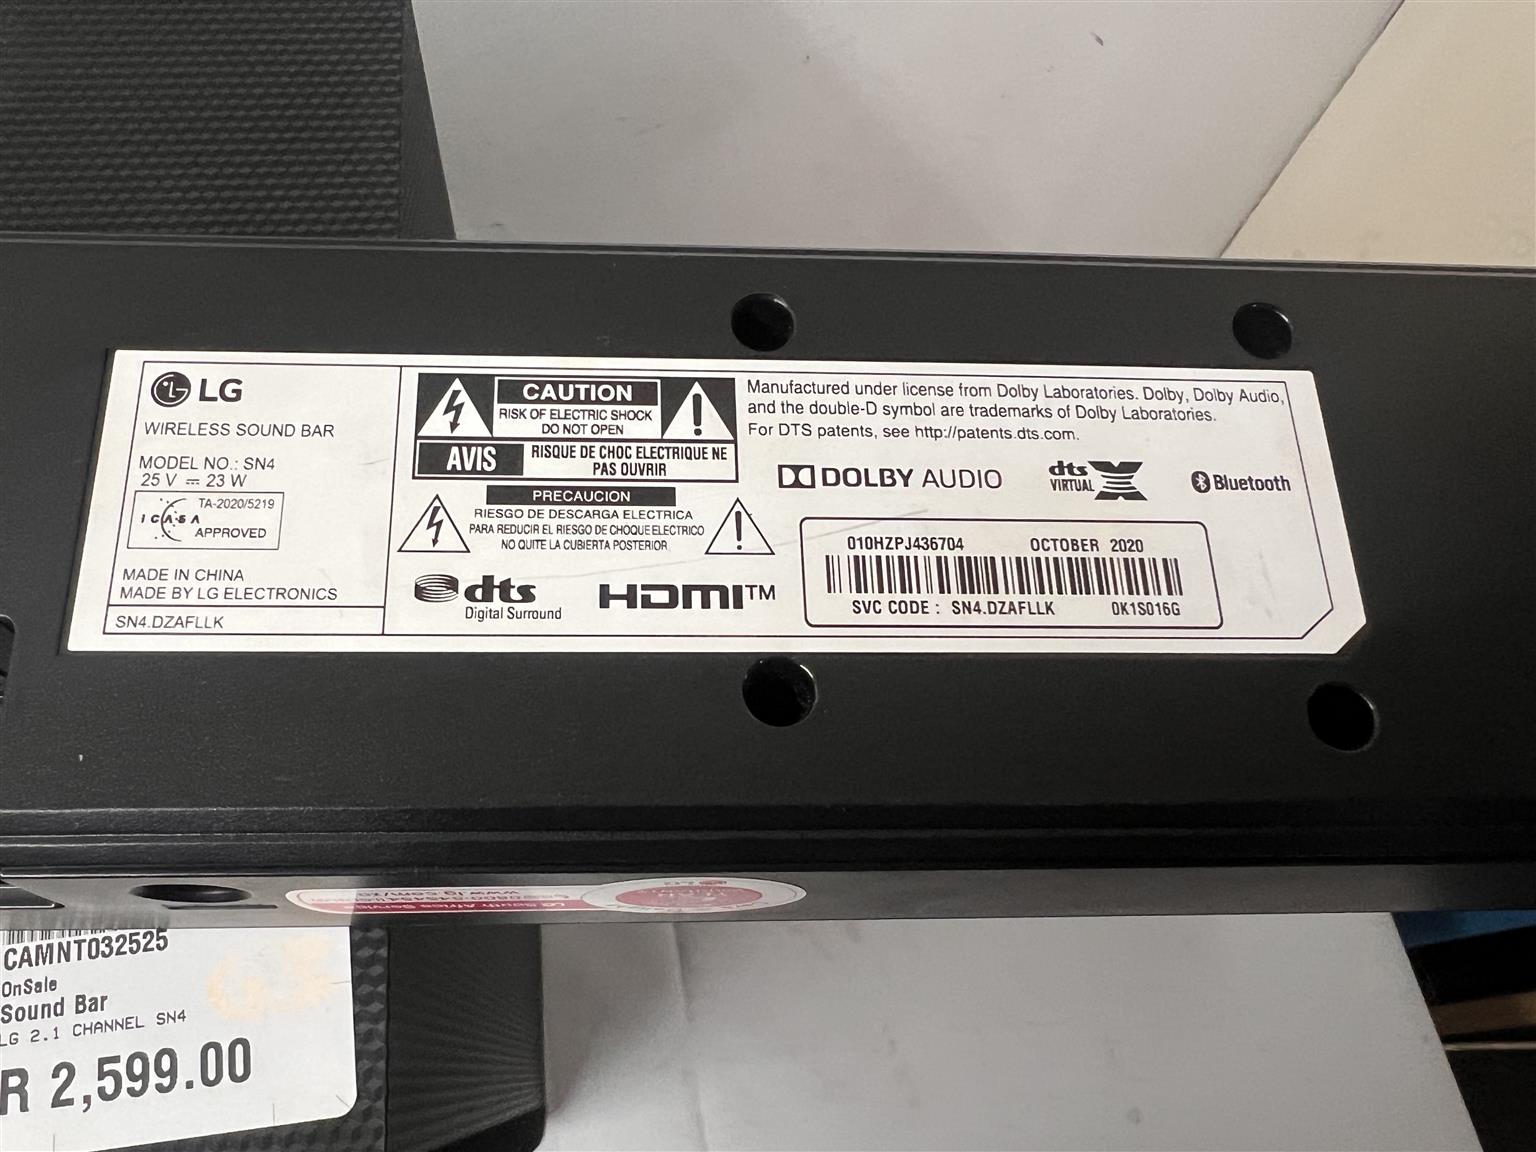 LG
WIRELESS SOUND BAR
MODEL NO.: SN4
25 V ⎓ 23 W
TA-2020/5219
ICASA
APPROVED
MADE IN CHINA
MADE BY LG ELECTRONICS
SN4.DZAFLLK
CAUTION
RISK OF ELECTRIC SHOCK
DO NOT OPEN
AVIS
RISQUE DE CHOC ELECTRIQUE NE
PAS OUVRIR
PRECAUCION
RIESGO DE DESCARGA ELECTRICA
PARA REDUCIR EL RIESGO DE CHOQUE ELECTRICO
NO QUITE LA CUBIERTA POSTERIOR
dts
Digital Surround
HDMI™
Manufactured under license from Dolby Laboratories. Dolby, Dolby Audio,
and the double-D symbol are trademarks of Dolby Laboratories.
For DTS patents, see http://patents.dts.com.
DOLBY AUDIO
dts X
VIRTUAL
Bluetooth
010HZPJ436704 OCTOBER 2020
SVC CODE : SN4.DZAFLLK 0K1S016G
LG South Africa Service
LG
CAMNT032525
OnSale
Sound Bar
LG 2.1 CHANNEL SN4
R 2,599.00